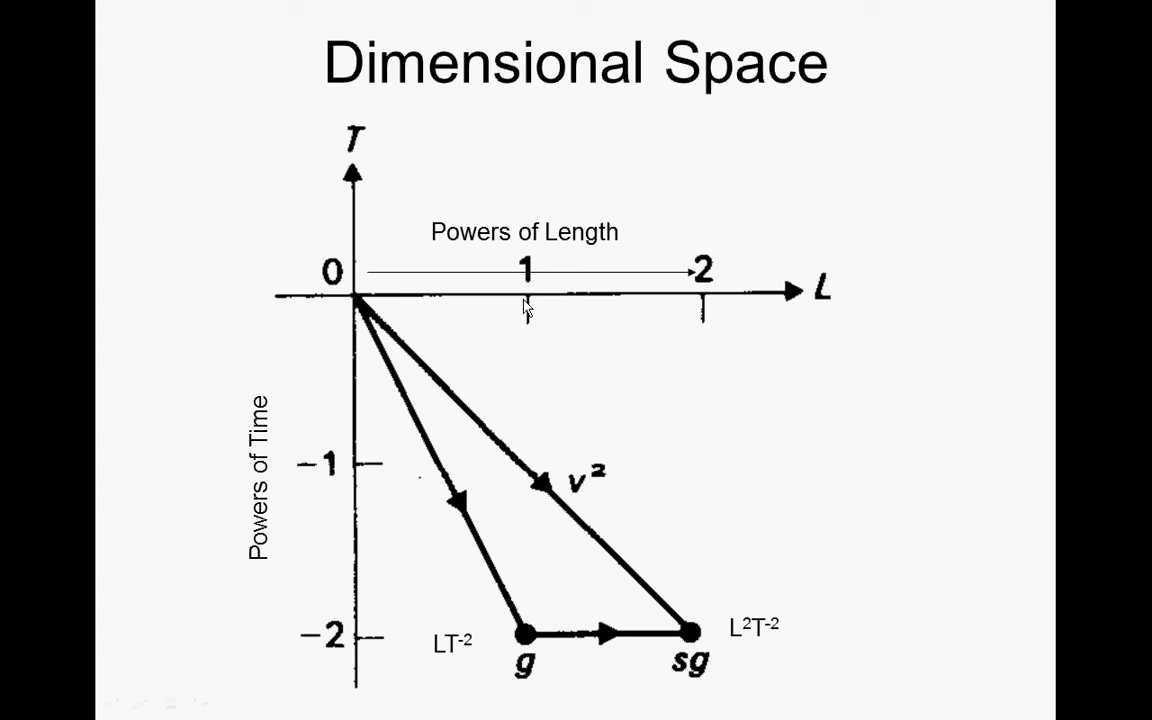 Dimensional Space
T
Powers of Length
0 1 2 L
Powers of Time
-1
v²
-2
LT⁻²
L²T⁻²
g sg